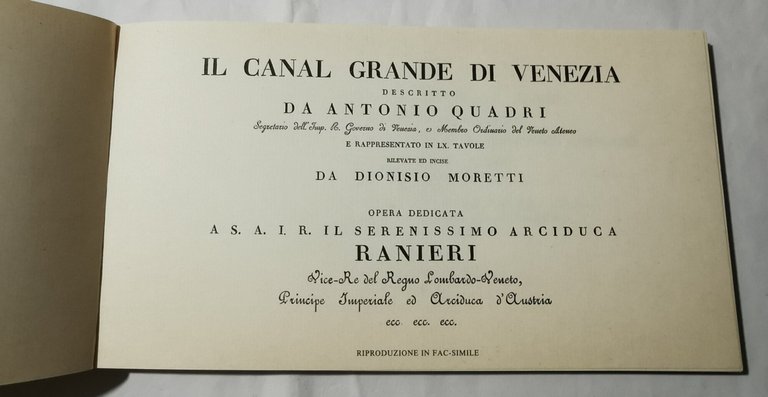 IL CANAL GRANDE DI VENEZIA
DESCRITTO
DA ANTONIO QUADRI
Segretario dell'Imp. R. Governo di Venezia, e Membro Ordinario del Veneto Ateneo
E RAPPRESENTATO IN LX. TAVOLE
RILEVATE ED INCISE
DA DIONISIO MORETTI
OPERA DEDICATA
A S. A. I. R. IL SERENISSIMO ARCIDUCA
RANIERI
Vice-Re del Regno Lombardo-Veneto,
Principe Imperiale ed Arciduca d'Austria
ecc. ecc. ecc.
RIPRODUZIONE IN FAC-SIMILE